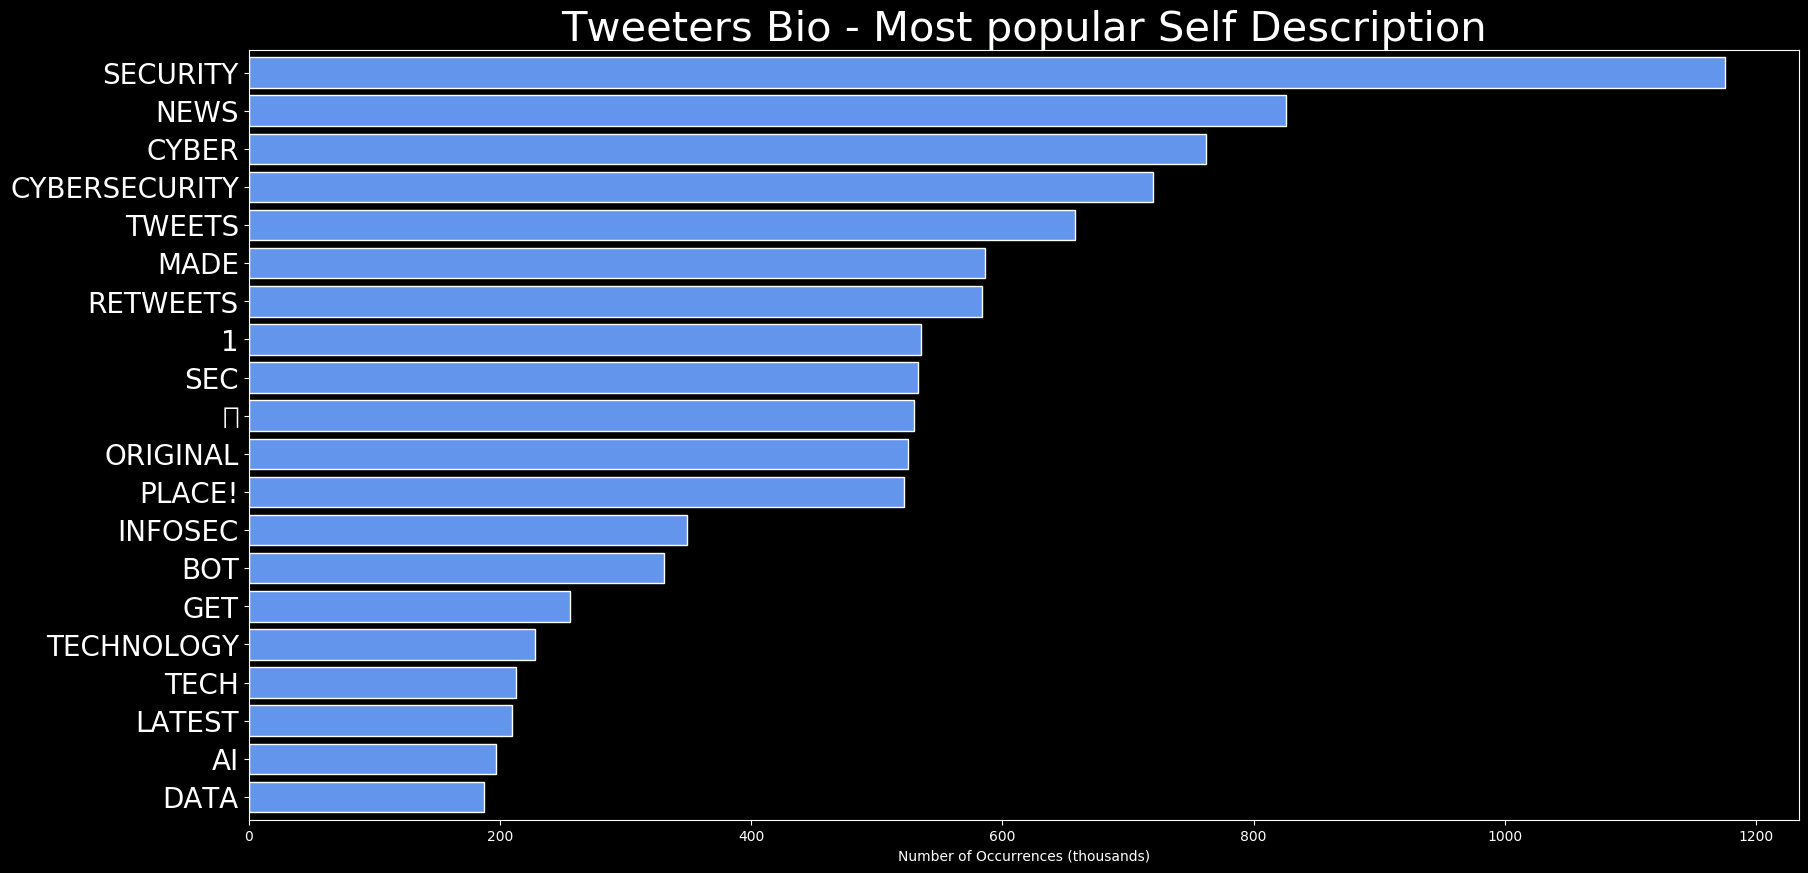 Tweeters Bio - Most popular Self Description
SECURITY
NEWS
CYBER
CYBERSECURITY
TWEETS
MADE
RETWEETS
1
SEC
ORIGINAL
PLACE!
INFOSEC
BOT
GET
TECHNOLOGY
TECH
LATEST
AI
DATA
0 200 400 600 800 1000 1200
Number of Occurrences (thousands)